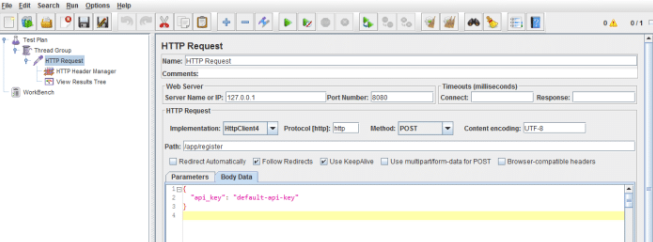 File Edit Search Run Options Help
0 0/1
Test Plan
Thread Group
HTTP Request
HTTP Header Manager
View Results Tree
WorkBench
HTTP Request
Name: HTTP Request
Comments:
Web Server
Timeouts (milliseconds)
Server Name or IP: 127.0.0.1 Port Number: 8080
Connect: Response:
HTTP Request
Implementation: HttpClient4 Protocol [http]: http Method: POST Content encoding: UTF-8
Path: /app/register
Redirect Automatically Follow Redirects Use KeepAlive Use multipart/form-data for POST Browser-compatible headers
Parameters Body Data
1 {
2 "api_key": "default-api-key"
3 }
4